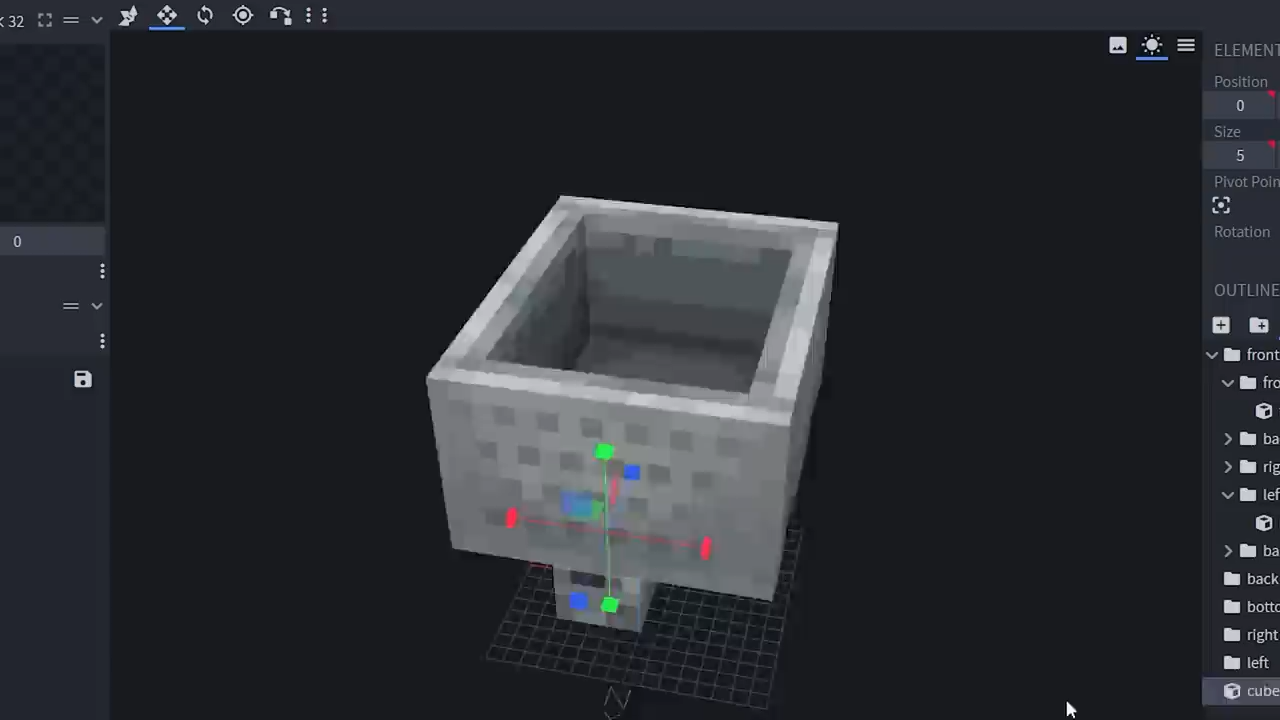 32
ELEMENT
Position
0
Size
5
Pivot Poin
Rotation
0
OUTLINE
front
fro
ba
rig
lef
ba
back
botto
right
left
cube